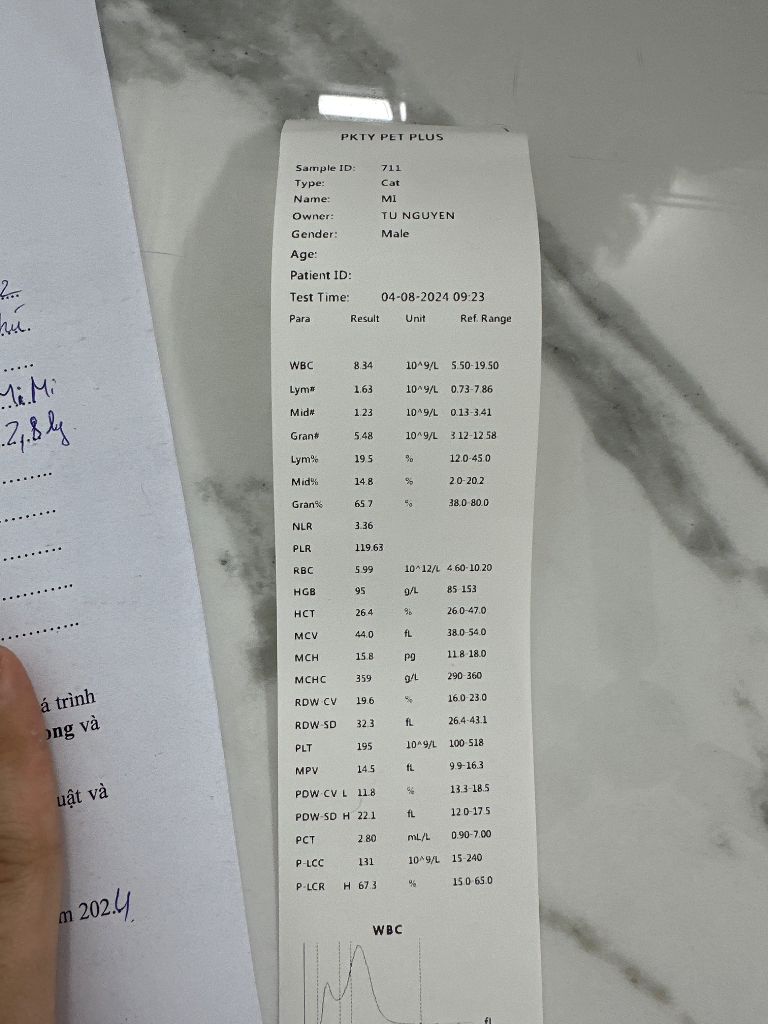 PKTY PET PLUS
Sample ID: 711
Type: Cat
Name: MI
Owner: TU NGUYEN
Gender: Male
Age:
Patient ID:
Test Time: 04-08-2024 09:23
Para Result Unit Ref. Range
WBC 8.34 10^9/L 5.50-19.50
Lym# 1.63 10^9/L 0.73-7.86
Mid# 1.23 10^9/L 0.13-3.41
Gran# 5.48 10^9/L 3.12-12.58
Lym% 19.5 % 12.0-45.0
Mid% 14.8 % 2.0-20.2
Gran% 65.7 % 38.0-80.0
NLR 3.36
PLR 119.63
RBC 5.99 10^12/L 4.60-10.20
HGB 95 g/L 85-153
HCT 26.4 % 26.0-47.0
MCV 44.0 fL 38.0-54.0
MCH 15.8 pg 11.8-18.0
MCHC 359 g/L 290-360
RDW-CV 19.6 % 16.0-23.0
RDW-SD 32.3 fL 26.4-43.1
PLT 195 10^9/L 100-518
MPV 14.5 fL 9.9-16.3
PDW-CV L 11.8 % 13.3-18.5
PDW-SD H 22.1 fL 12.0-17.5
PCT 2.80 mL/L 0.90-7.00
P-LCC 131 10^9/L 15-240
P-LCR H 67.3 % 15.0-65.0
WBC
fL
2
Mi Mi
2,8 kg
á trình
ong và
uật và
m 2024